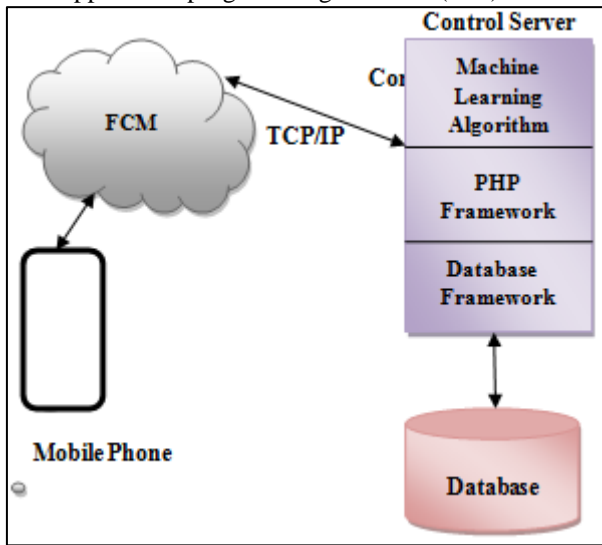 Control Server
Machine
Learning
Algorithm
FCM
TCP/IP
PHP
Framework
Database
Framework
Mobile Phone
Database